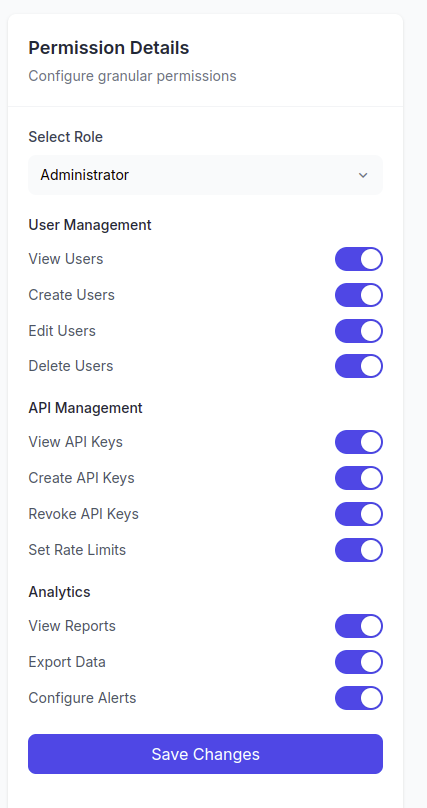 Permission Details
Configure granular permissions
Select Role
Administrator
User Management
View Users
Create Users
Edit Users
Delete Users
API Management
View API Keys
Create API Keys
Revoke API Keys
Set Rate Limits
Analytics
View Reports
Export Data
Configure Alerts
Save Changes